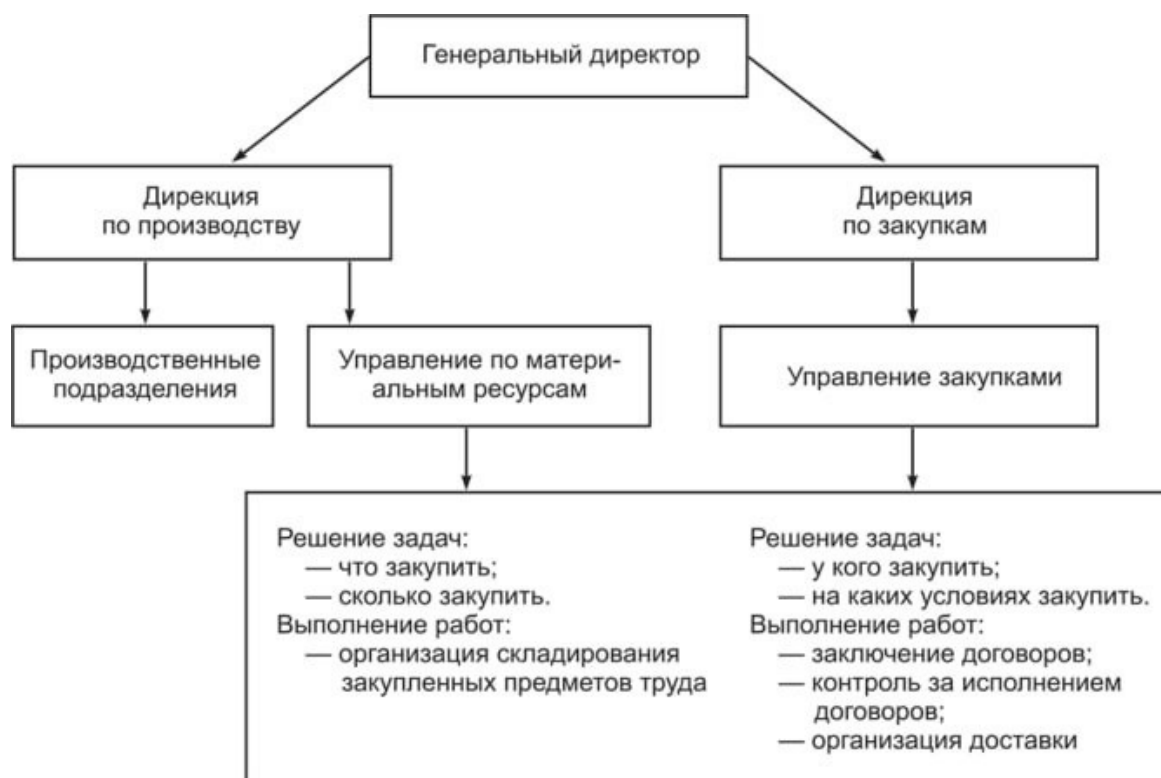 Генеральный директор
Дирекция
по производству
Дирекция
по закупкам
Производственные
подразделения
Управление по матери-
альным ресурсам
Управление закупками
Решение задач:
— что закупить;
— сколько закупить.
Выполнение работ:
— организация складирования
закупленных предметов труда
Решение задач:
— у кого закупить;
— на каких условиях закупить.
Выполнение работ:
— заключение договоров;
— контроль за исполнением
договоров;
— организация доставки